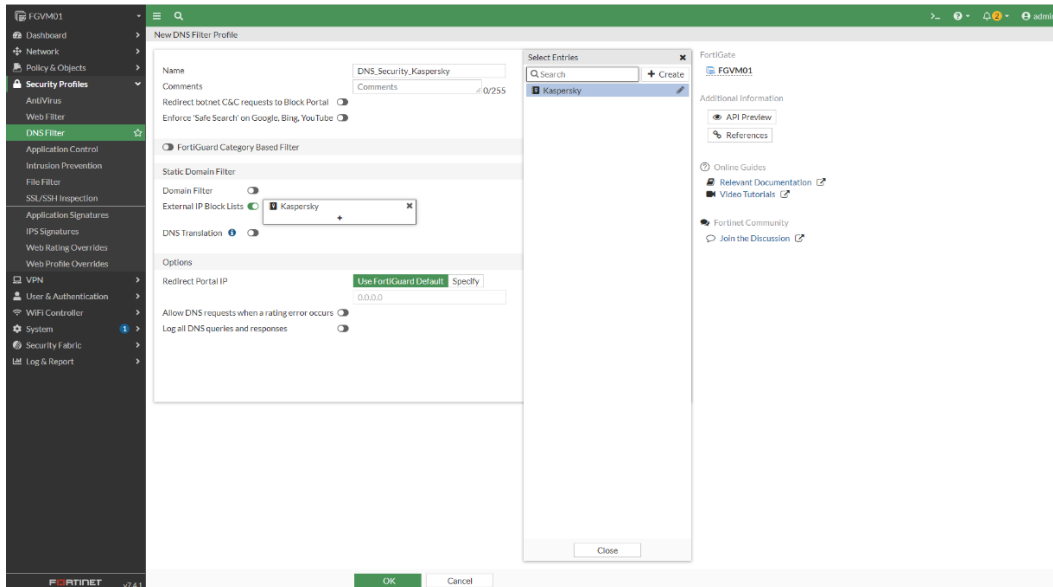 FGVM01
admin
Dashboard
Network
Policy & Objects
Security Profiles
AntiVirus
Web Filter
DNS Filter
Application Control
Intrusion Prevention
File Filter
SSL/SSH Inspection
Application Signatures
IPS Signatures
Web Rating Overrides
Web Profile Overrides
VPN
User & Authentication
WiFi Controller
System 1
Security Fabric
Log & Report
FORTINET v7.4.1
2
New DNS Filter Profile
Name DNS_Security_Kaspersky
Comments Comments 0/255
Redirect botnet C&C requests to Block Portal
Enforce 'Safe Search' on Google, Bing, YouTube
FortiGuard Category Based Filter
Static Domain Filter
Domain Filter
External IP Block Lists Kaspersky
DNS Translation
Options
Redirect Portal IP Use FortiGuard Default Specify
0.0.0.0
Allow DNS requests when a rating error occurs
Log all DNS queries and responses
OK Cancel
Select Entries
Search + Create
Kaspersky
Close
FortiGate
FGVM01
Additional Information
API Preview
References
Online Guides
Relevant Documentation
Video Tutorials
Fortinet Community
Join the Discussion